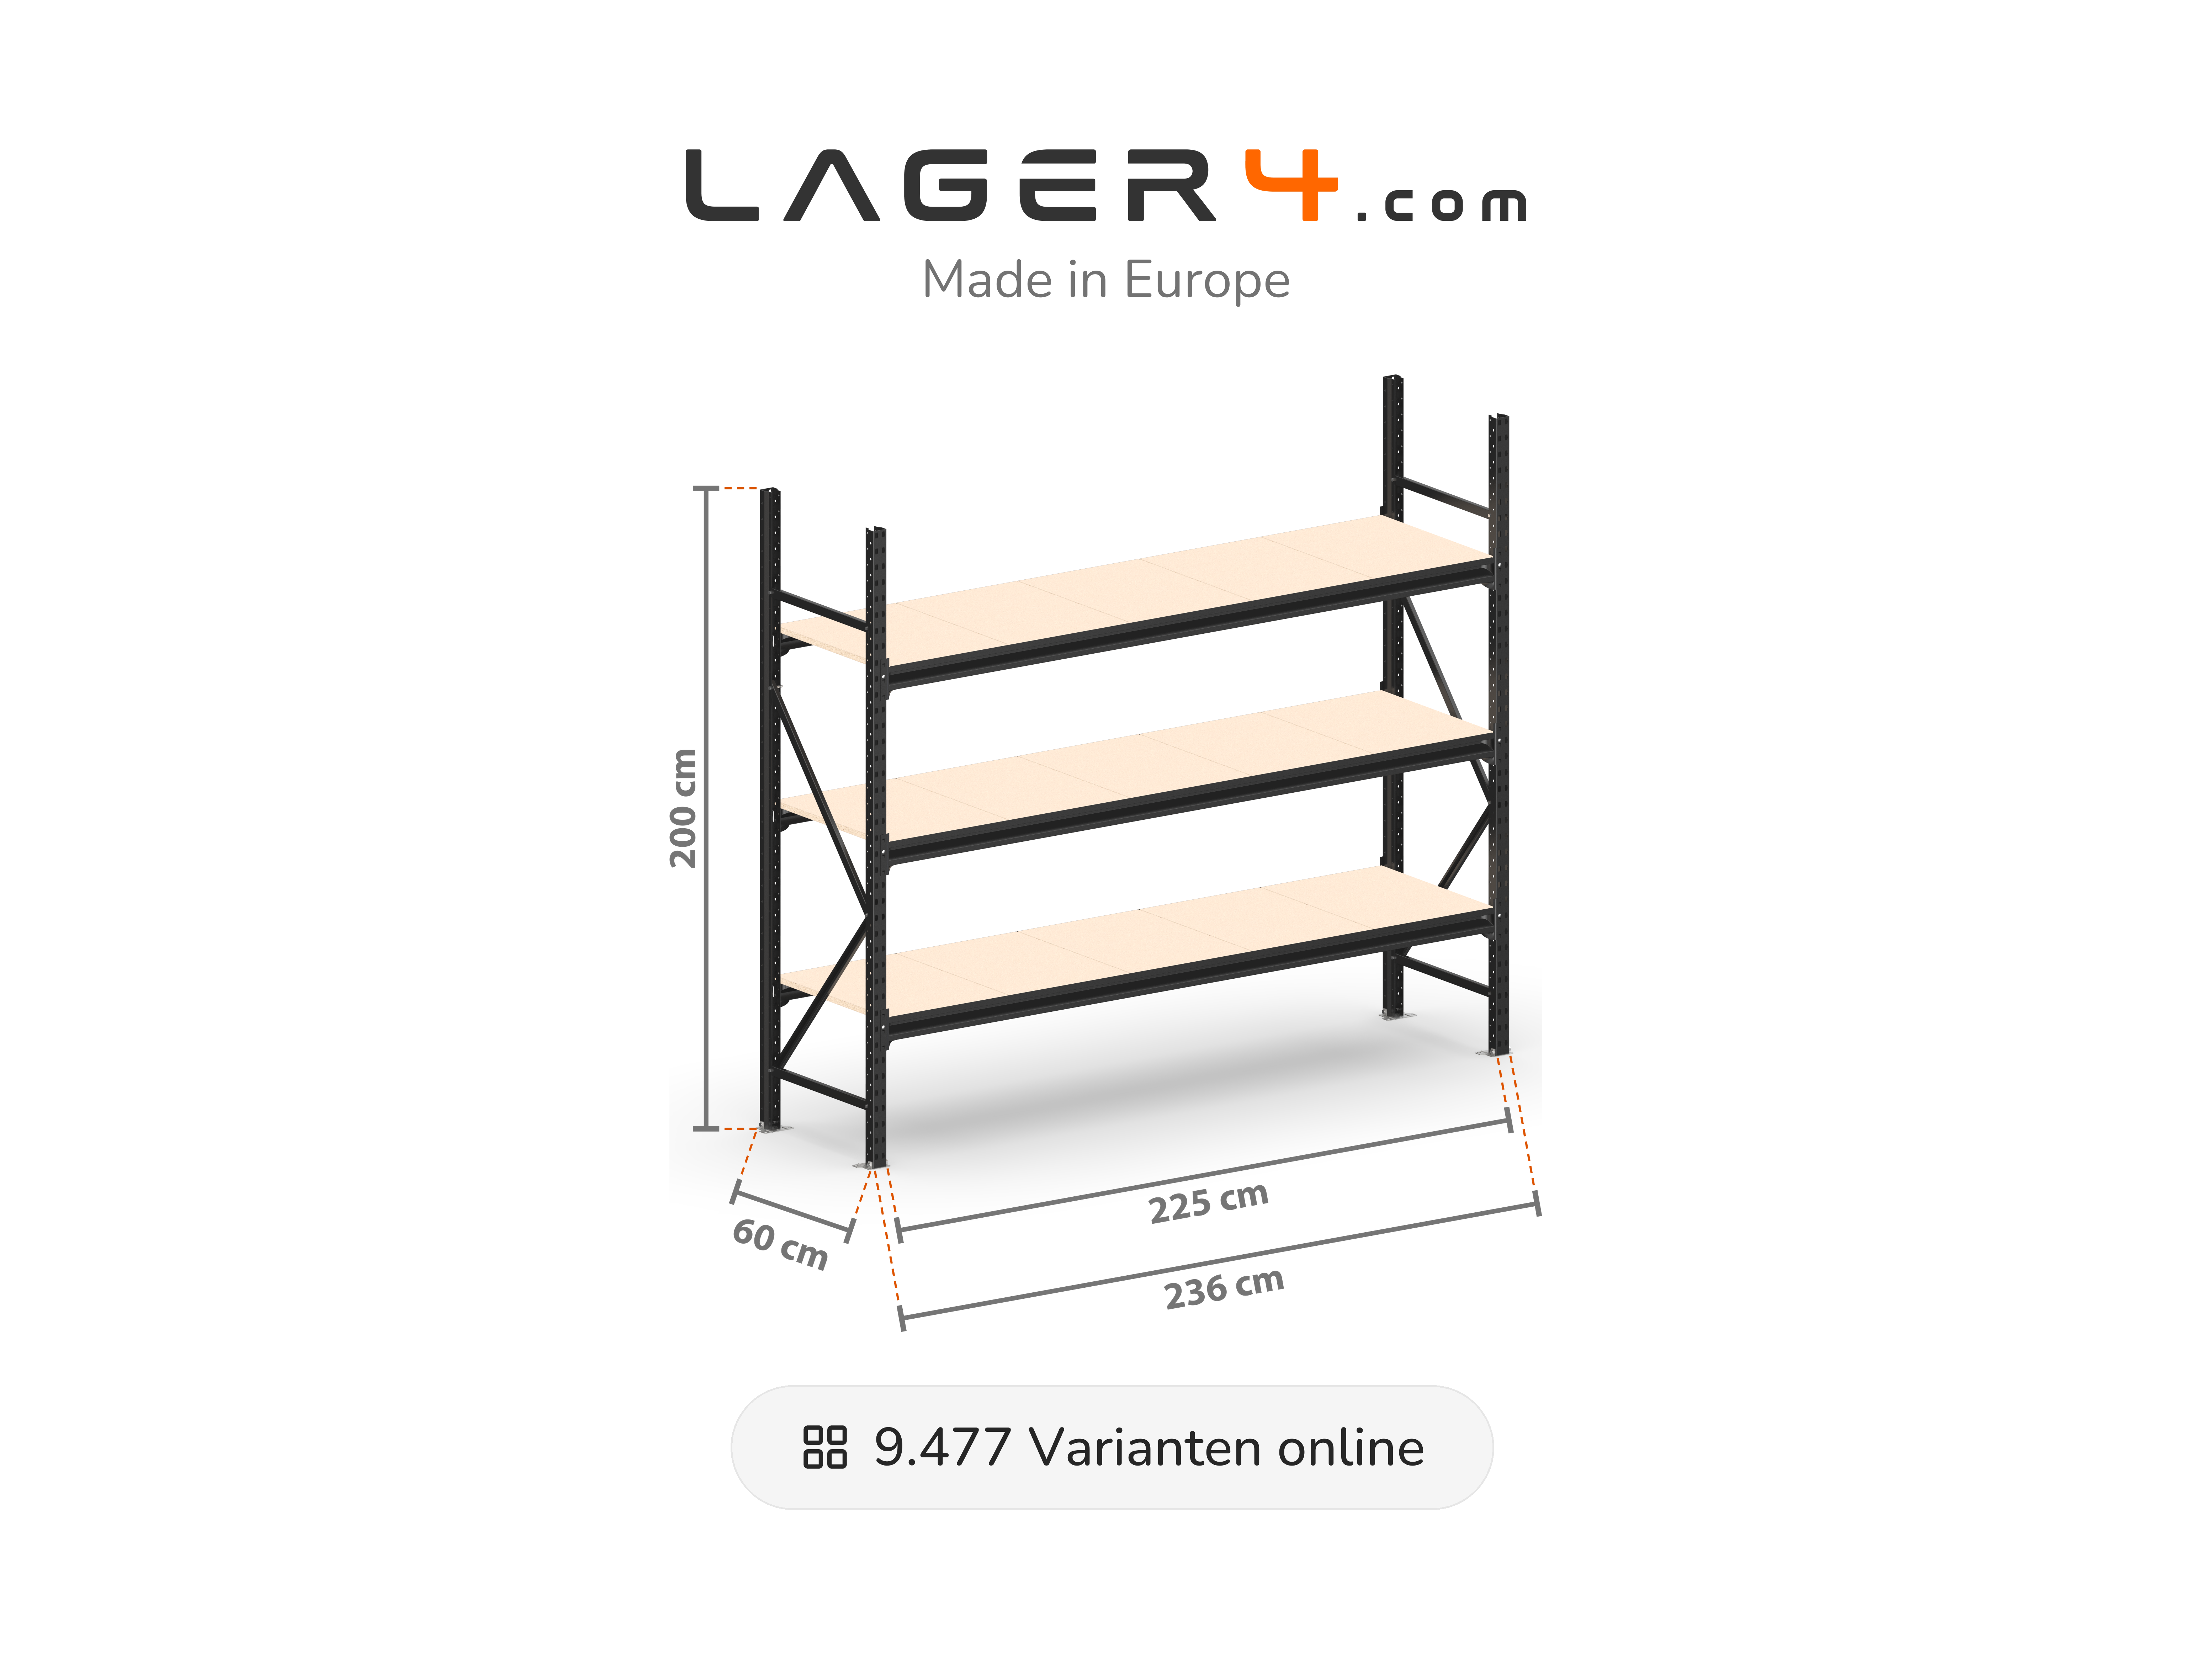 LAGER4.com
Made in Europe
200 cm
60 cm
225 cm
236 cm
9.477 Varianten online